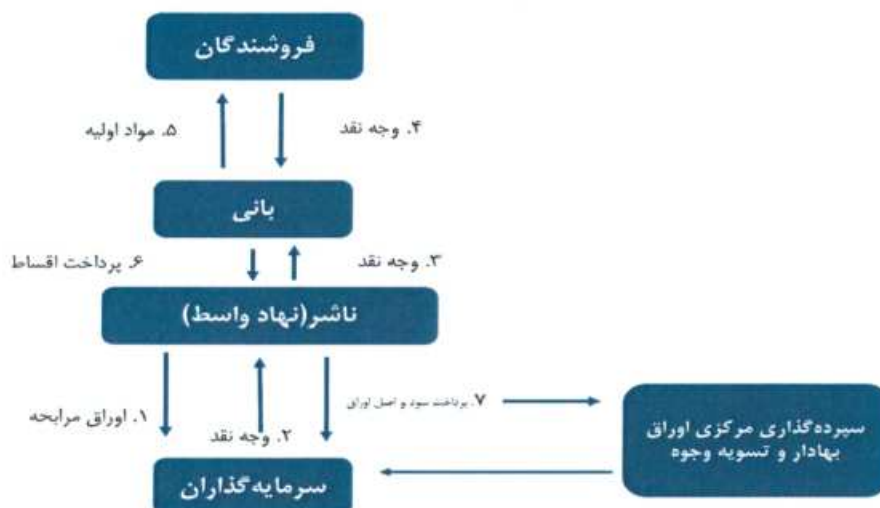 فروشندگان
۵. مواد اولیه
۴. وجه نقد
بانی
۶. پرداخت اقساط
۳. وجه نقد
ناشر(نهاد واسط)
۱. اوراق مرابحه
۲. وجه نقد
۷. پرداخت سود و اصل اوراق
سپرده‌گذاری مرکزی اوراق
بهادار و تسویه وجوه
سرمایه‌گذاران